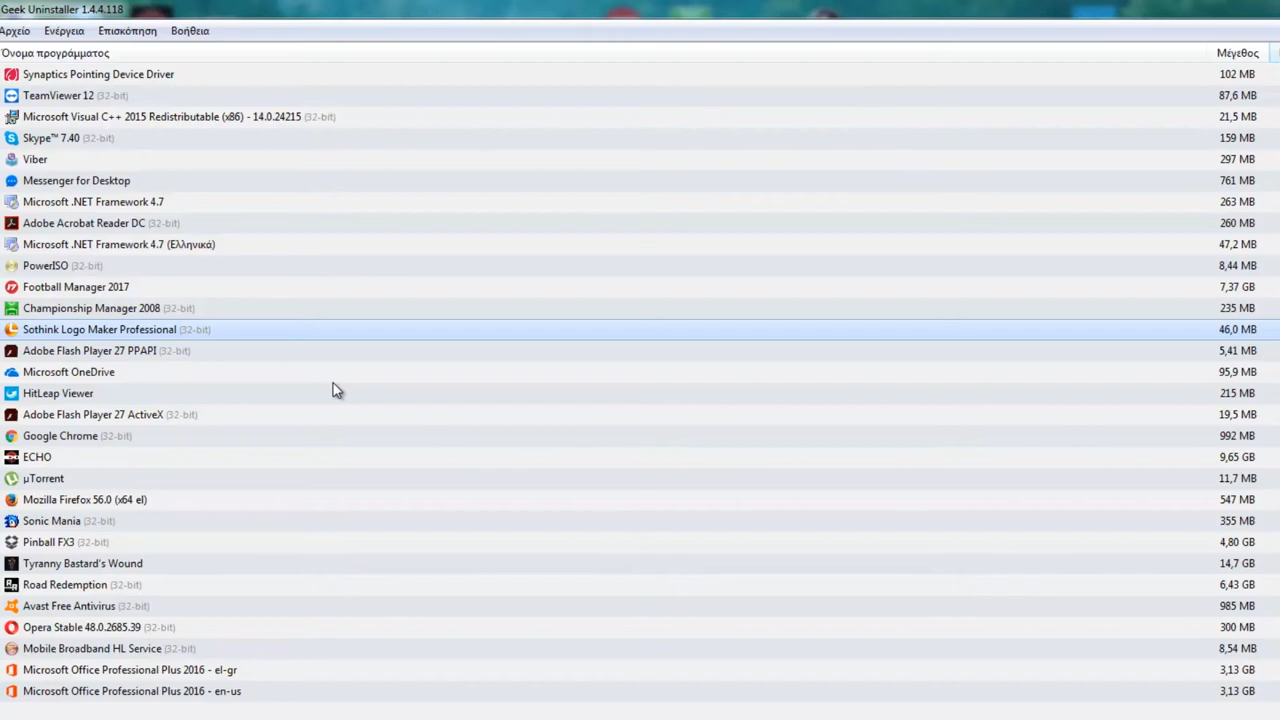 Geek Uninstaller 1.4.4.118
Αρχείο Ενέργεια Επισκόπηση Βοήθεια
Όνομα προγράμματος Μέγεθος
Synaptics Pointing Device Driver 102 MB
TeamViewer 12 (32-bit) 87,6 MB
Microsoft Visual C++ 2015 Redistributable (x86) - 14.0.24215 (32-bit) 21,5 MB
Skype™ 7.40 (32-bit) 159 MB
Viber 297 MB
Messenger for Desktop 761 MB
Microsoft .NET Framework 4.7 263 MB
Adobe Acrobat Reader DC (32-bit) 260 MB
Microsoft .NET Framework 4.7 (Ελληνικά) 47,2 MB
PowerISO (32-bit) 8,44 MB
Football Manager 2017 7,37 GB
Championship Manager 2008 (32-bit) 235 MB
Sothink Logo Maker Professional (32-bit) 46,0 MB
Adobe Flash Player 27 PPAPI (32-bit) 5,41 MB
Microsoft OneDrive 95,9 MB
HitLeap Viewer 215 MB
Adobe Flash Player 27 ActiveX (32-bit) 19,5 MB
Google Chrome (32-bit) 992 MB
ECHO 9,65 GB
µTorrent 11,7 MB
Mozilla Firefox 56.0 (x64 el) 547 MB
Sonic Mania (32-bit) 355 MB
Pinball FX3 (32-bit) 4,80 GB
Tyranny Bastard's Wound 14,7 GB
Road Redemption (32-bit) 6,43 GB
Avast Free Antivirus (32-bit) 985 MB
Opera Stable 48.0.2685.39 (32-bit) 300 MB
Mobile Broadband HL Service (32-bit) 8,54 MB
Microsoft Office Professional Plus 2016 - el-gr 3,13 GB
Microsoft Office Professional Plus 2016 - en-us 3,13 GB